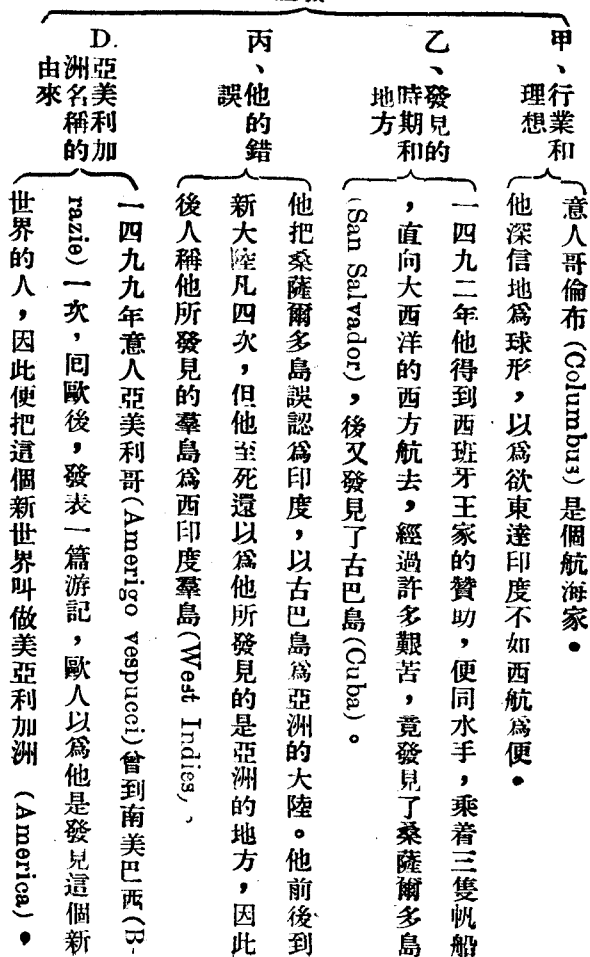 甲、行業和
理想
意人哥倫布(Columbus)是個航海家。
他深信地爲球形，以爲欲東達印度不如西航爲便。
乙、發見的
時期和
地方
一四九二年他得到西班牙王家的贊助，便同水手，乘着三隻帆船
，直向大西洋的西方航去，經過許多艱苦，竟發見了桑薩爾多島
(San Salvador)，後又發見了古巴島(Cuba)。
丙、他的錯
誤
他把桑薩爾多島誤認爲印度，以古巴島爲亞洲的大陸。他前後到
新大陸凡四次，但他至死還以爲他所發見的是亞洲的地方，因此
後人稱他所發見的羣島爲西印度羣島(West Indies,、
D.亞美利加
洲名稱的
由來
一四九九年意人亞美利哥(Amerigo vespucci)曾到南美巴西(B-
razie)一次，囘歐後，發表一篇游記，歐人以爲他是發見這個新
世界的人，因此便把這個新世界叫做美亞利加洲 (America)。